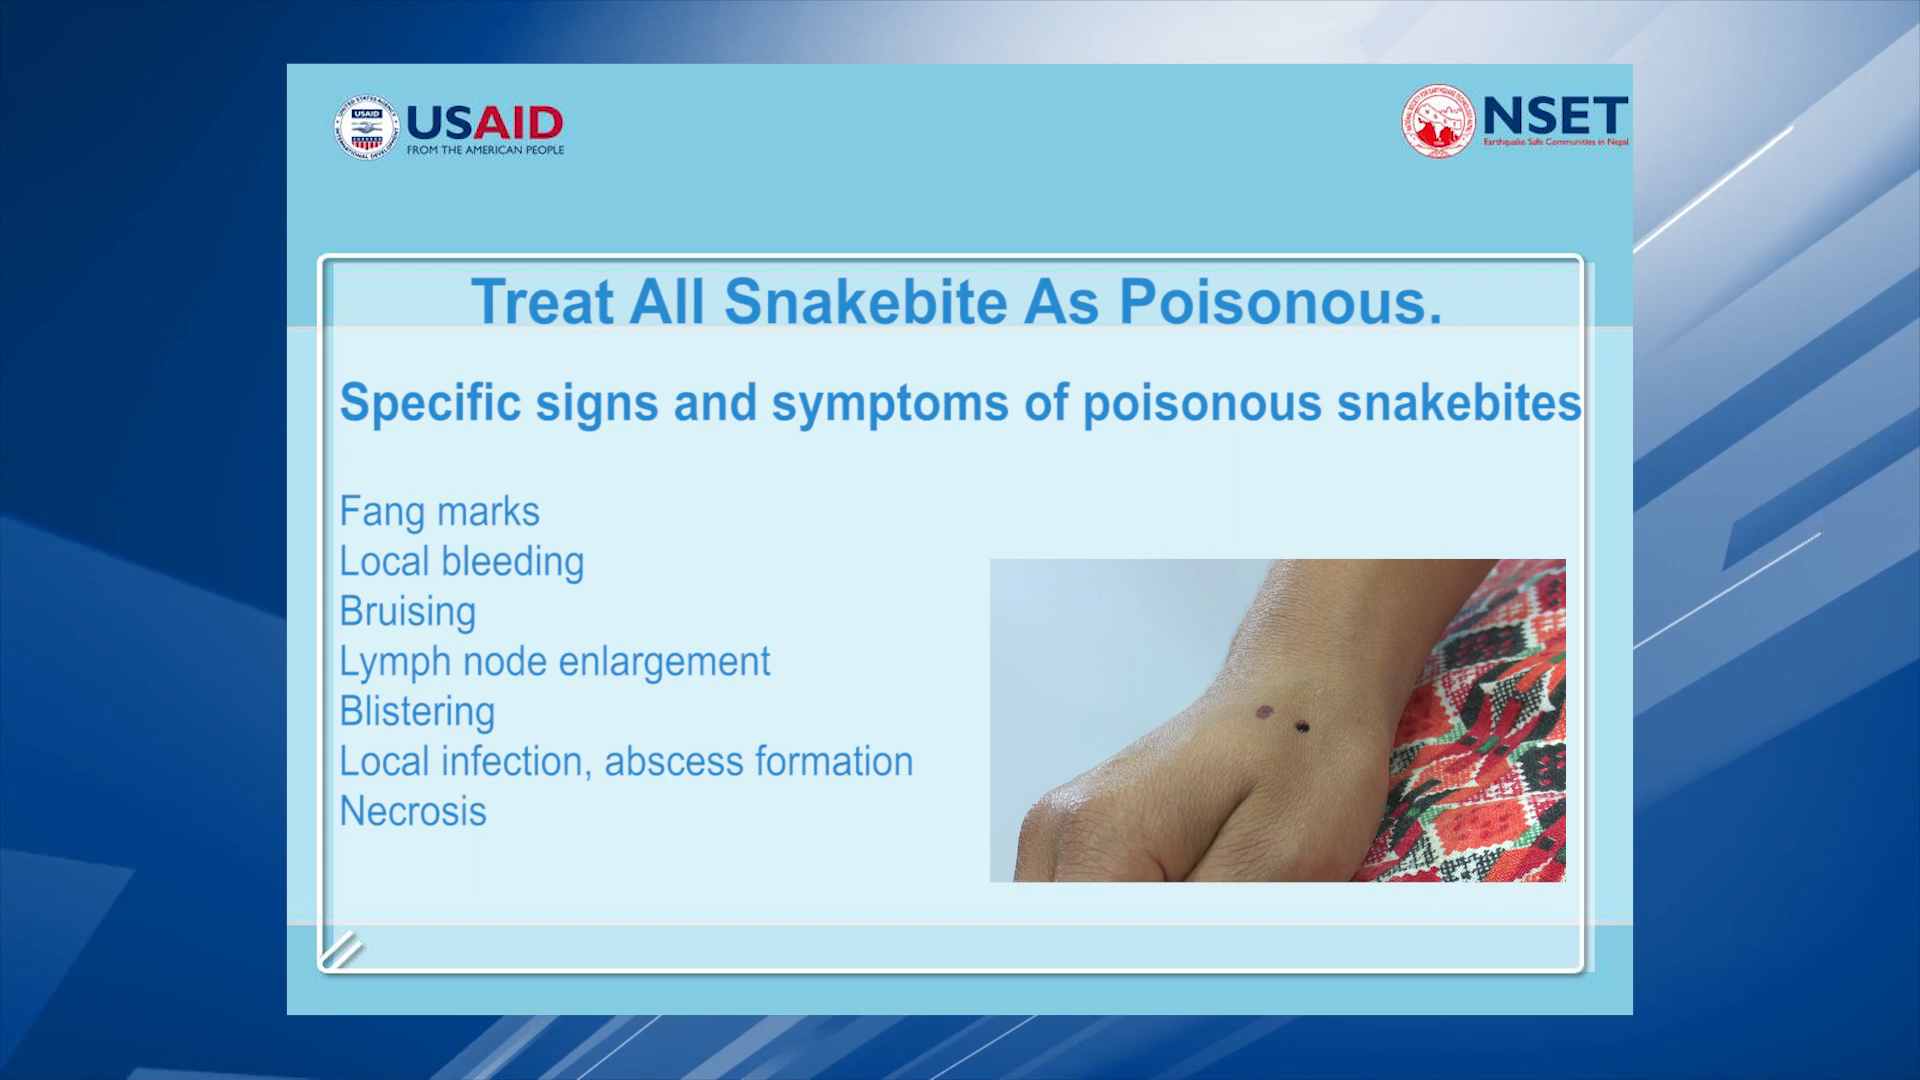 USAID
USAID
FROM THE AMERICAN PEOPLE
NSET
Earthquake Safe Communities in Nepal
Treat All Snakebite As Poisonous.
Specific signs and symptoms of poisonous snakebites
Fang marks
Local bleeding
Bruising
Lymph node enlargement
Blistering
Local infection, abscess formation
Necrosis